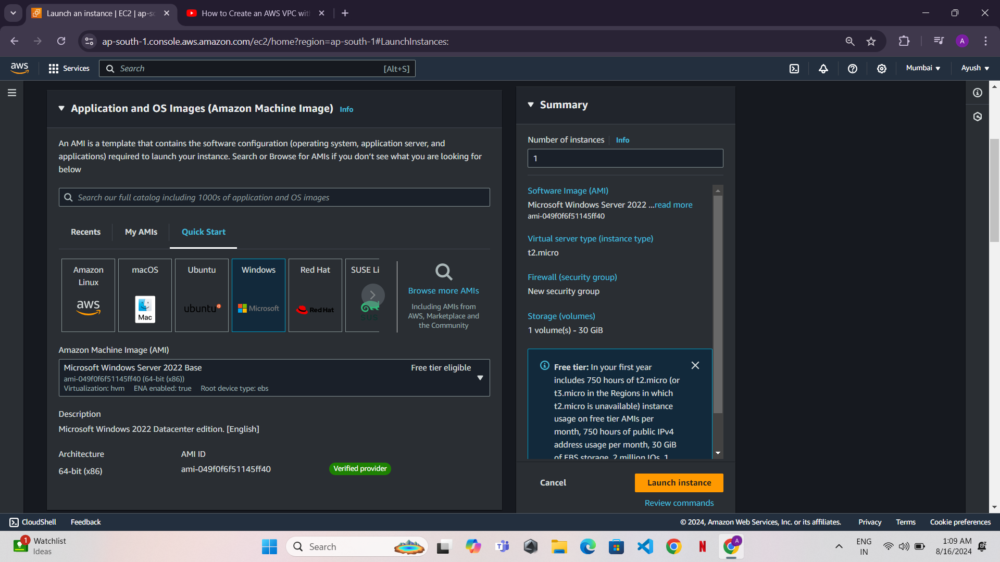 Launch an instance | EC2 | ap-so
How to Create an AWS VPC wit
ap-south-1.console.aws.amazon.com/ec2/home?region=ap-south-1#LaunchInstances:
A
aws
Services
Search
[Alt+S]
Mumbai
Ayush
Application and OS Images (Amazon Machine Image) Info
An AMI is a template that contains the software configuration (operating system, application server, and
applications) required to launch your instance. Search or Browse for AMIs if you don’t see what you are looking for
below
Search our full catalog including 1000s of application and OS images
Recents
My AMIs
Quick Start
Amazon
Linux
aws
macOS
Mac
Ubuntu
ubuntu
Windows
Microsoft
Red Hat
Red Hat
SUSE Li
SUS
Browse more AMIs
Including AMIs from
AWS, Marketplace and
the Community
Amazon Machine Image (AMI)
Microsoft Windows Server 2022 Base
Free tier eligible
ami-049f0f6f51145ff40 (64-bit (x86))
Virtualization: hvm ENA enabled: true Root device type: ebs
Description
Microsoft Windows 2022 Datacenter edition. [English]
Architecture
64-bit (x86)
AMI ID
ami-049f0f6f51145ff40
Verified provider
Summary
Number of instances Info
1
Software Image (AMI)
Microsoft Windows Server 2022 ...read more
ami-049f0f6f51145ff40
Virtual server type (instance type)
t2.micro
Firewall (security group)
New security group
Storage (volumes)
1 volume(s) - 30 GiB
Free tier: In your first year
includes 750 hours of t2.micro (or
t3.micro in the Regions in which
t2.micro is unavailable) instance
usage on free tier AMIs per
month, 750 hours of public IPv4
address usage per month, 30 GiB
of EBS storage, 2 million IOs, 1
Cancel
Launch instance
Review commands
CloudShell
Feedback
© 2024, Amazon Web Services, Inc. or its affiliates.
Privacy
Terms
Cookie preferences
1
Watchlist
Ideas
Search
N
A
ENG
IN
1:09 AM
8/16/2024